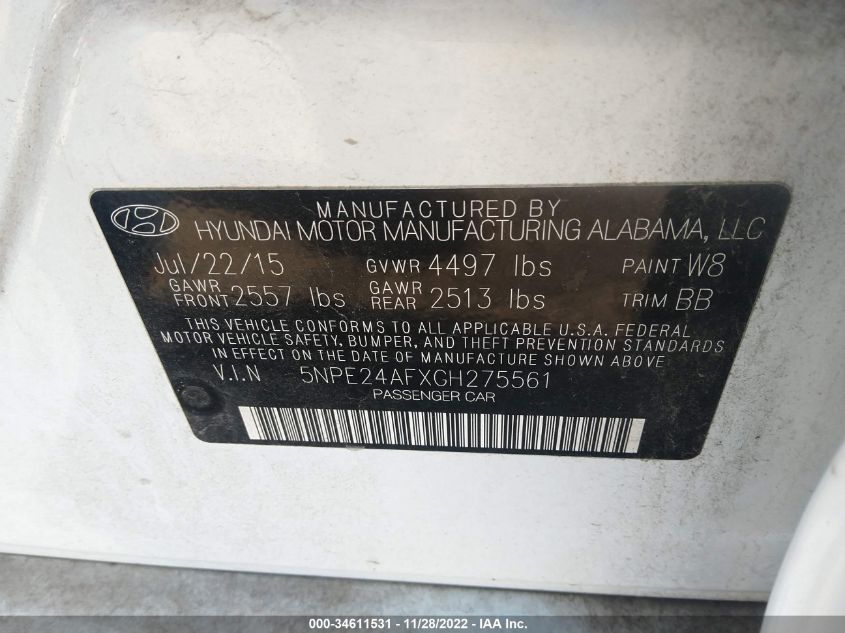 MANUFACTURED BY
HYUNDAI MOTOR MANUFACTURING ALABAMA, LLC
Jul/22/15 GVWR 4497 lbs PAINT W8
GAWR FRONT 2557 lbs GAWR REAR 2513 lbs TRIM BB
THIS VEHICLE CONFORMS TO ALL APPLICABLE U.S.A. FEDERAL
MOTOR VEHICLE SAFETY, BUMPER, AND THEFT PREVENTION STANDARDS
IN EFFECT ON THE DATE OF MANUFACTURE SHOWN ABOVE
V.I.N 5NPE24AFXGH275561
PASSENGER CAR
000-34611531 - 11/28/2022 - IAA Inc.